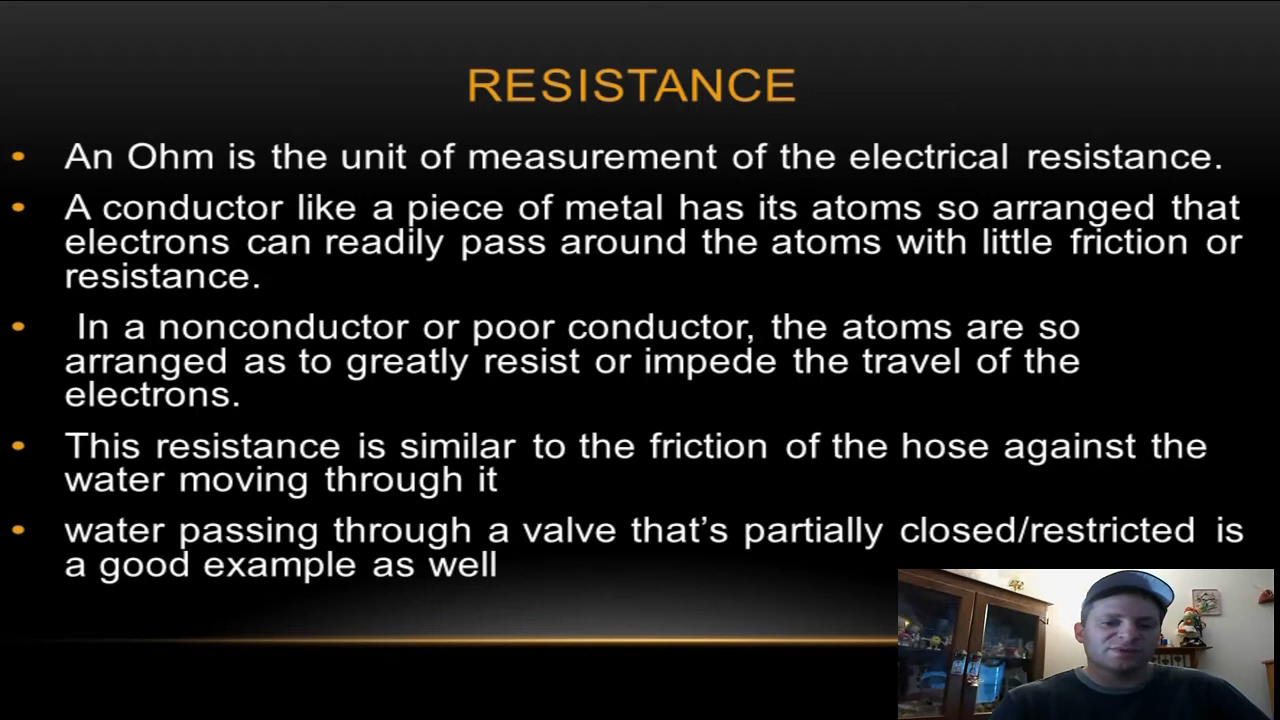 RESISTANCE
• An Ohm is the unit of measurement of the electrical resistance.
• A conductor like a piece of metal has its atoms so arranged that
electrons can readily pass around the atoms with little friction or
resistance.
• In a nonconductor or poor conductor, the atoms are so
arranged as to greatly resist or impede the travel of the
electrons.
• This resistance is similar to the friction of the hose against the
water moving through it
• water passing through a valve that’s partially closed/restricted is
a good example as well